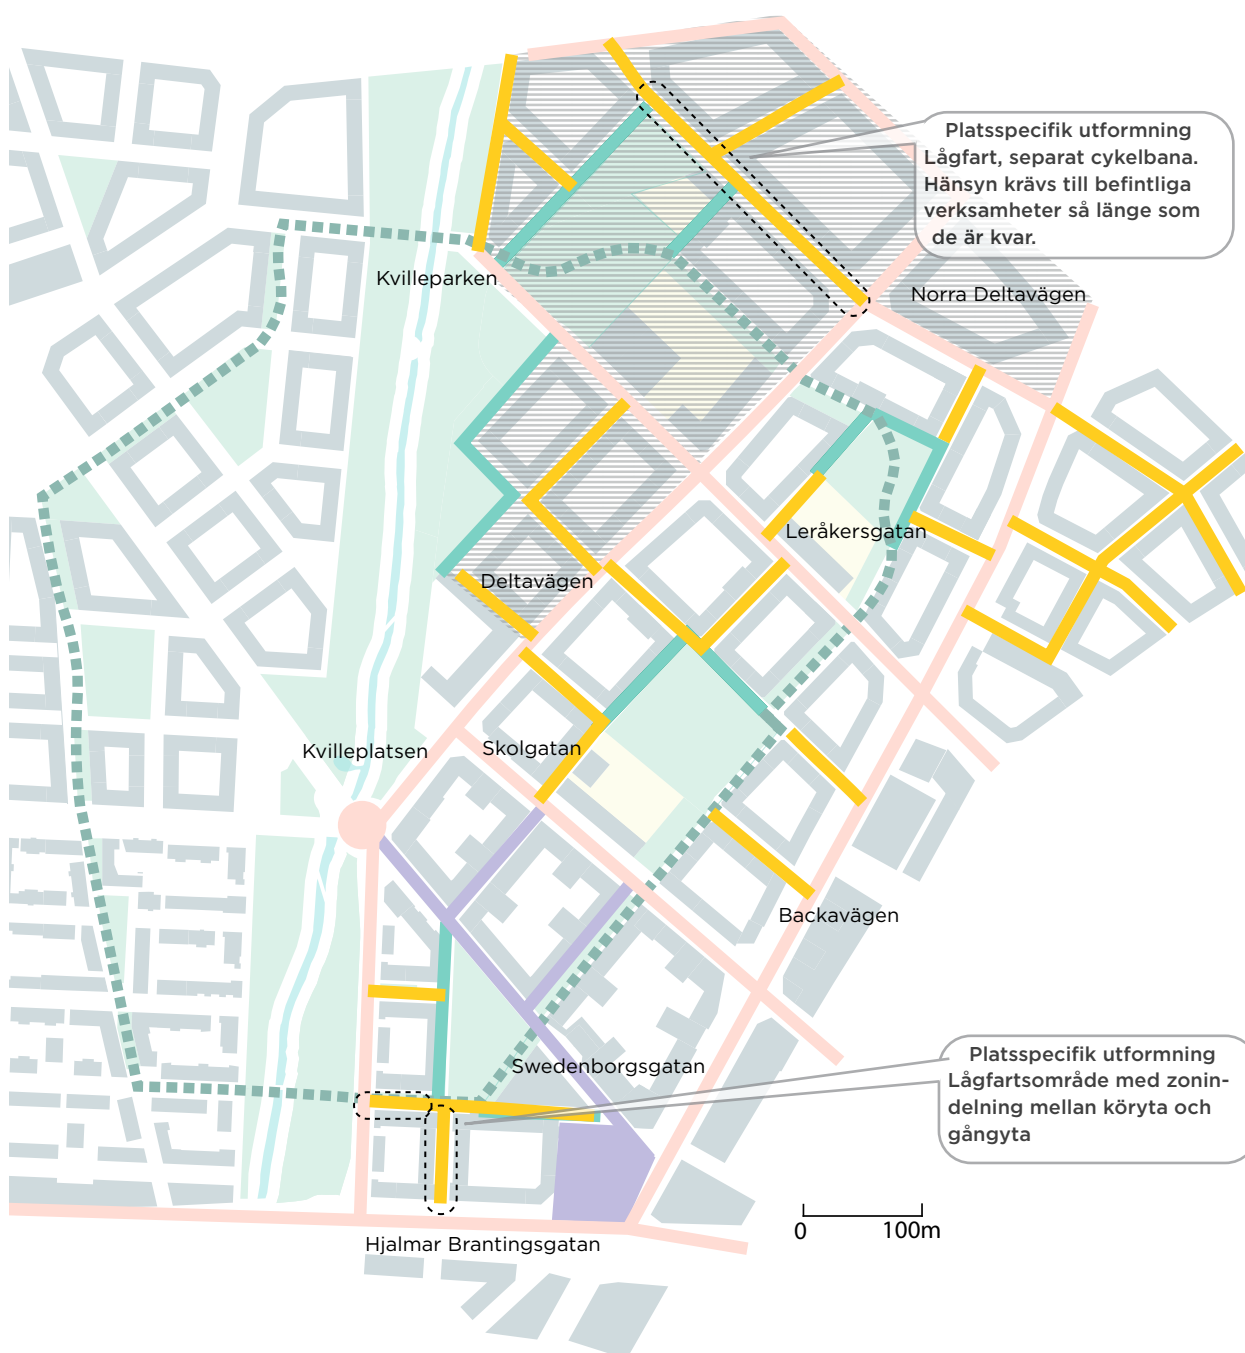 Platsspecifik utformning
Lågfart, separat cykelbana.
Hänsyn krävs till befintliga
verksamheter så länge som
de är kvar.
Kvilleparken
Norra Deltavägen
Leråkersgatan
Deltavägen
Kvilleplatsen
Skolgatan
Backavägen
Swedenborgsgatan
Platsspecifik utformning
Lågfartsområde med zonin-
delning mellan köryta och
gångyta
0 100m
Hjalmar Brantingsgatan